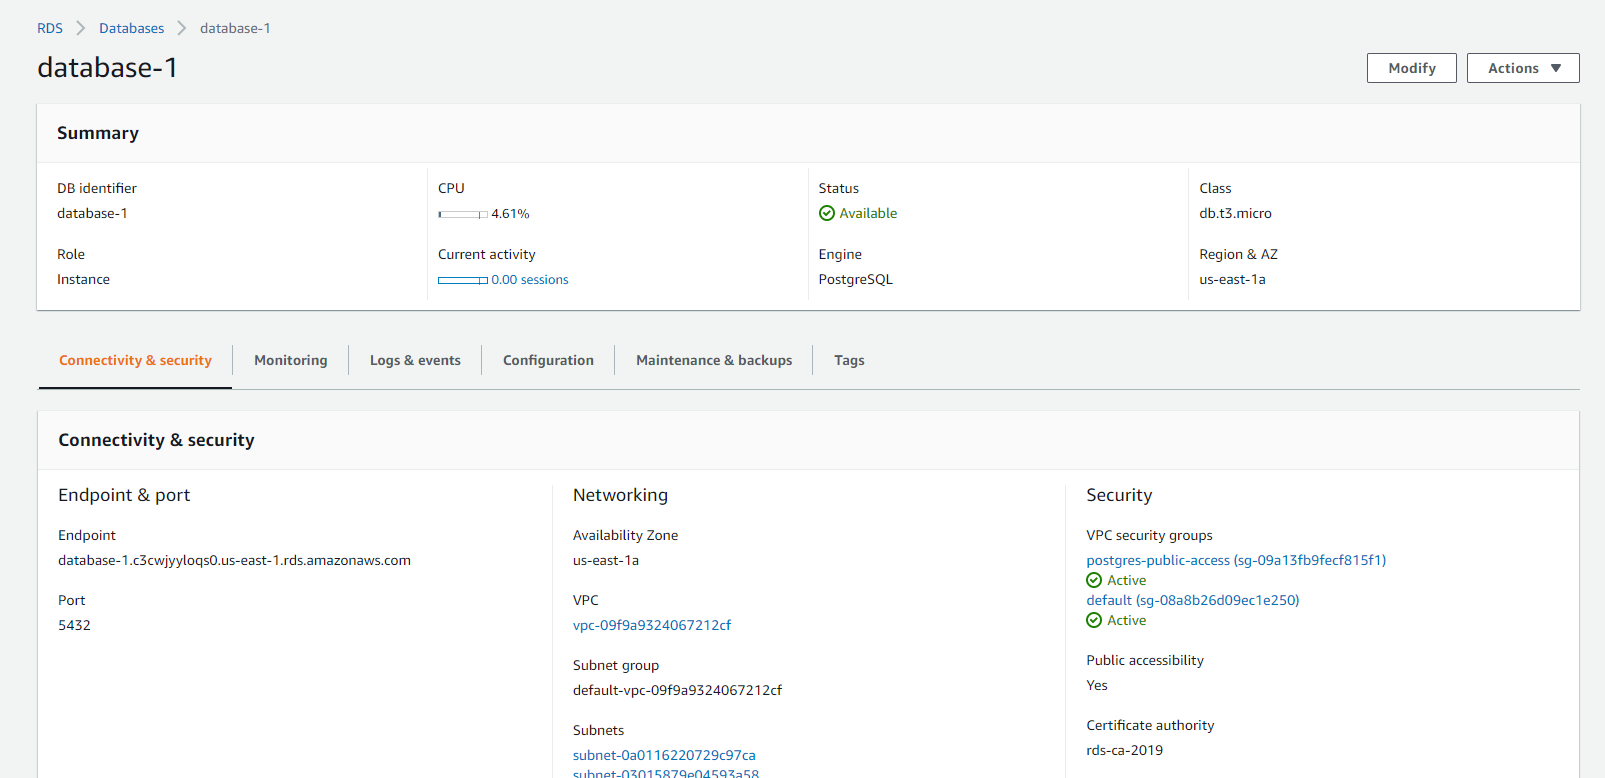 RDS > Databases > database-1
database-1
Modify
Actions
Summary
DB identifier
database-1
CPU
4.61%
Status
Available
Class
db.t3.micro
Role
Instance
Current activity
0.00 sessions
Engine
PostgreSQL
Region & AZ
us-east-1a
Connectivity & security
Monitoring
Logs & events
Configuration
Maintenance & backups
Tags
Connectivity & security
Endpoint & port
Endpoint
database-1.c3cwjyyloqs0.us-east-1.rds.amazonaws.com
Port
5432
Networking
Availability Zone
us-east-1a
VPC
vpc-09f9a9324067212cf
Subnet group
default-vpc-09f9a9324067212cf
Subnets
subnet-0a0116220729c97ca
subnet-03015879e04593a58
Security
VPC security groups
postgres-public-access (sg-09a13fb9fecf815f1)
Active
default (sg-08a8b26d09ec1e250)
Active
Public accessibility
Yes
Certificate authority
rds-ca-2019